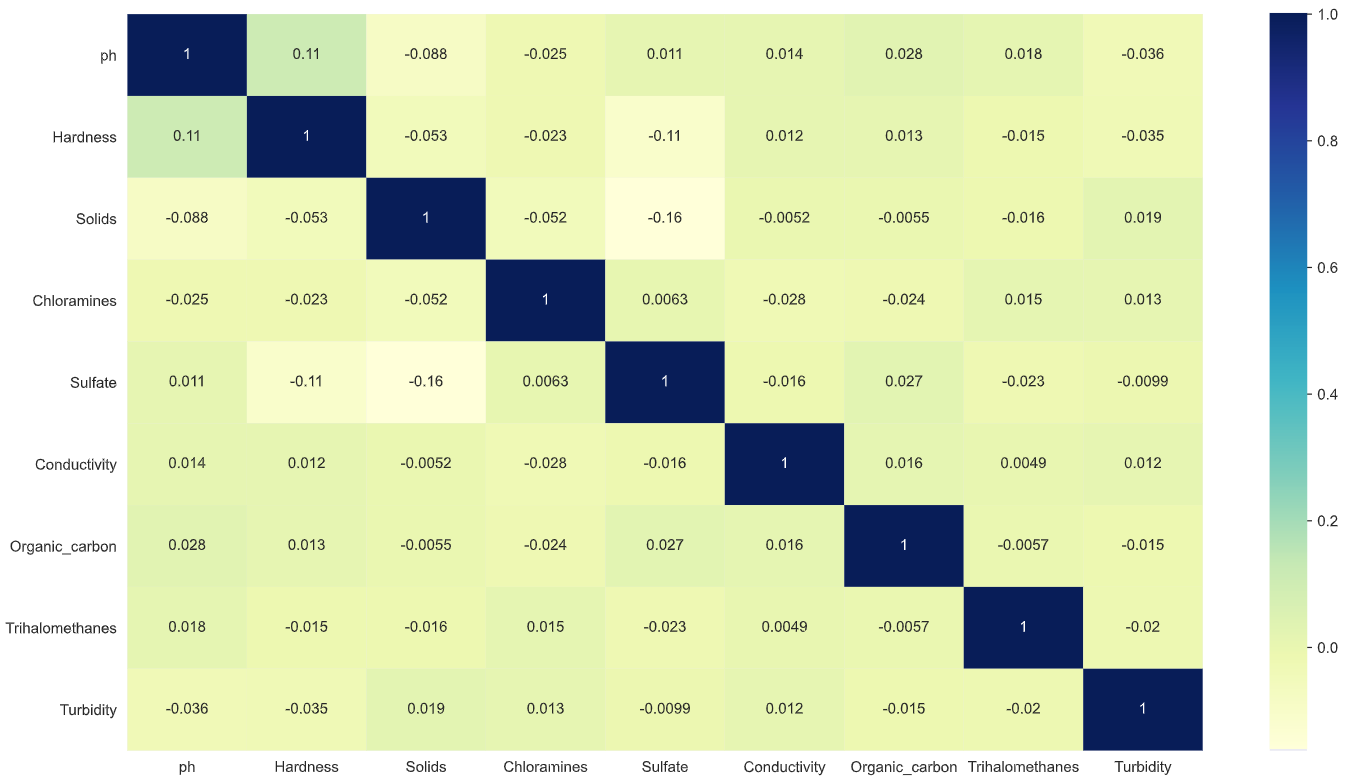 ph 1 0.11 -0.088 -0.025 0.011 0.014 0.028 0.018 -0.036
Hardness 0.11 1 -0.053 -0.023 -0.11 0.012 0.013 -0.015 -0.035
Solids -0.088 -0.053 1 -0.052 -0.16 -0.0052 -0.0055 -0.016 0.019
Chloramines -0.025 -0.023 -0.052 1 0.0063 -0.028 -0.024 0.015 0.013
Sulfate 0.011 -0.11 -0.16 0.0063 1 -0.016 0.027 -0.023 -0.0099
Conductivity 0.014 0.012 -0.0052 -0.028 -0.016 1 0.016 0.0049 0.012
Organic_carbon 0.028 0.013 -0.0055 -0.024 0.027 0.016 1 -0.0057 -0.015
Trihalomethanes 0.018 -0.015 -0.016 0.015 -0.023 0.0049 -0.0057 1 -0.02
Turbidity -0.036 -0.035 0.019 0.013 -0.0099 0.012 -0.015 -0.02 1
ph Hardness Solids Chloramines Sulfate Conductivity Organic_carbon Trihalomethanes Turbidity
1.0
0.8
0.6
0.4
0.2
0.0